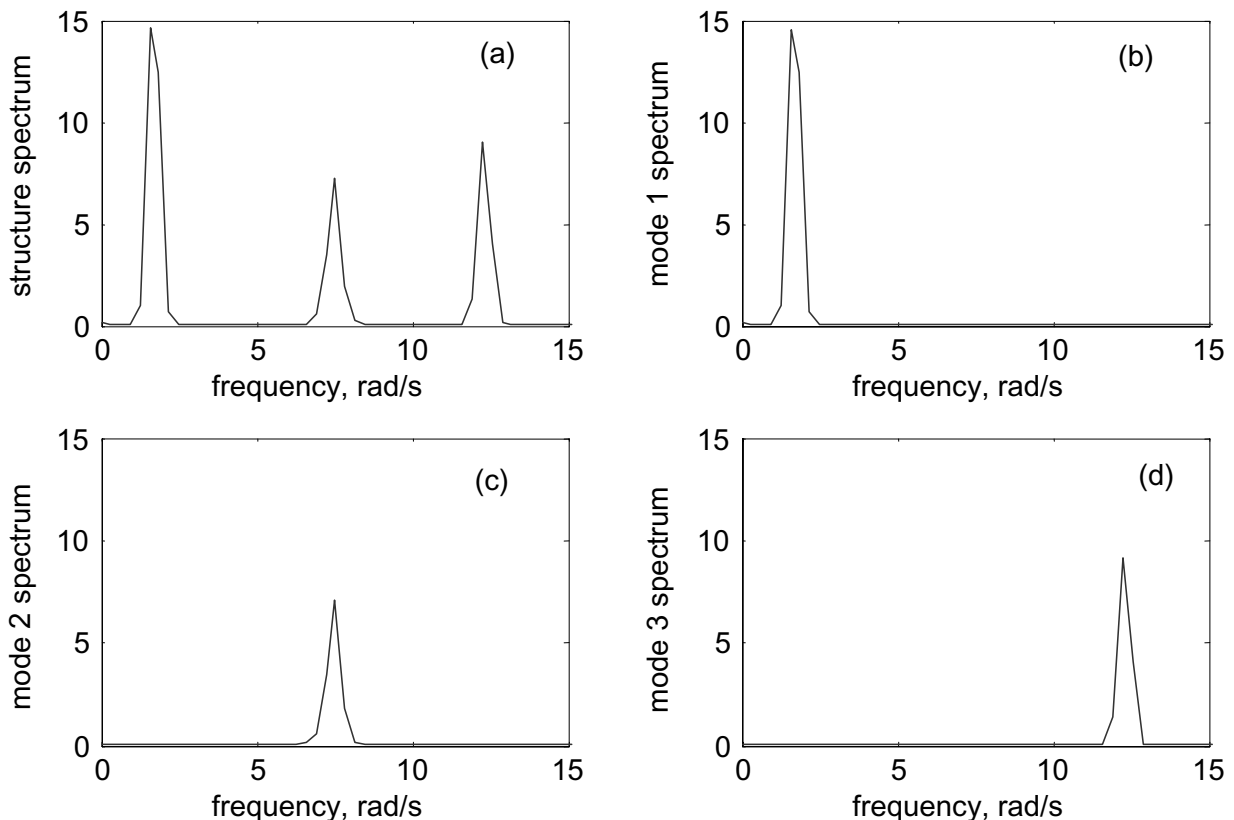 15
10
5
0
structure spectrum
(a)
0 5 10 15
frequency, rad/s
15
10
5
0
mode 1 spectrum
(b)
0 5 10 15
frequency, rad/s
15
10
5
0
mode 2 spectrum
(c)
0 5 10 15
frequency, rad/s
15
10
5
0
mode 3 spectrum
(d)
0 5 10 15
frequency, rad/s